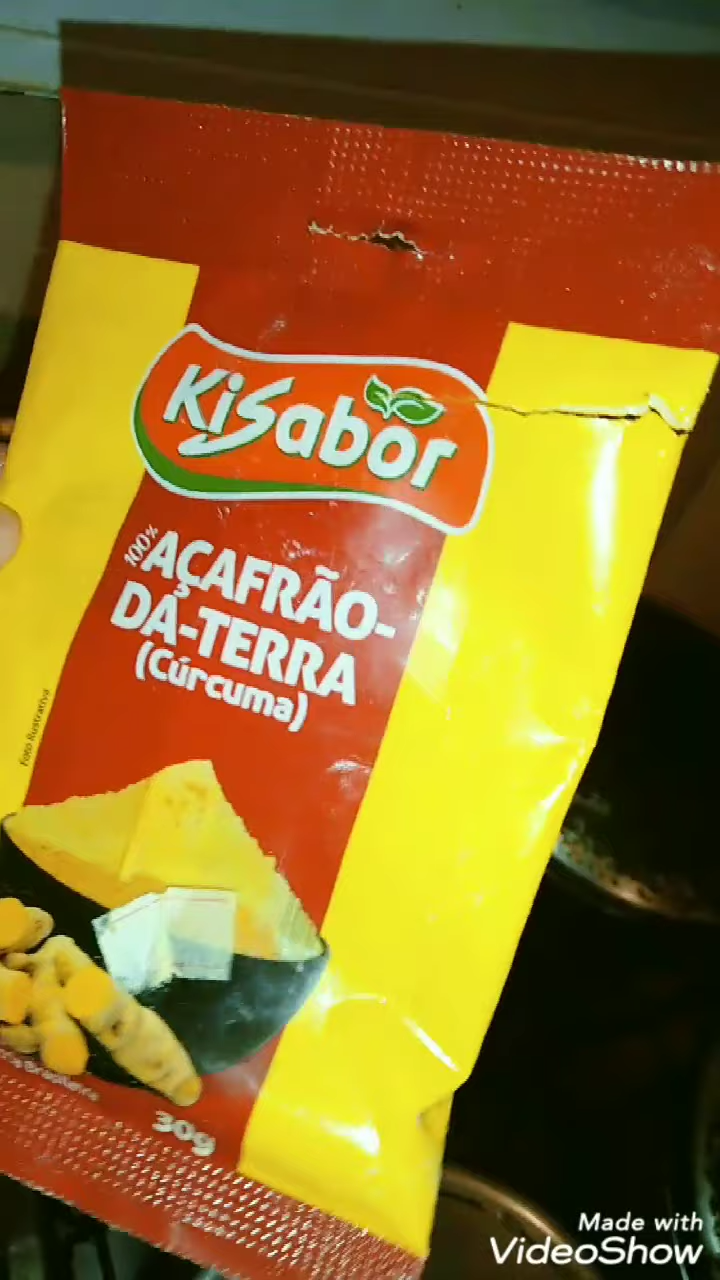 KiSabor
100% AÇAFRÃO-
DA-TERRA
(Cúrcuma)
Foto Ilustrativa
30g
Made with
VideoShow